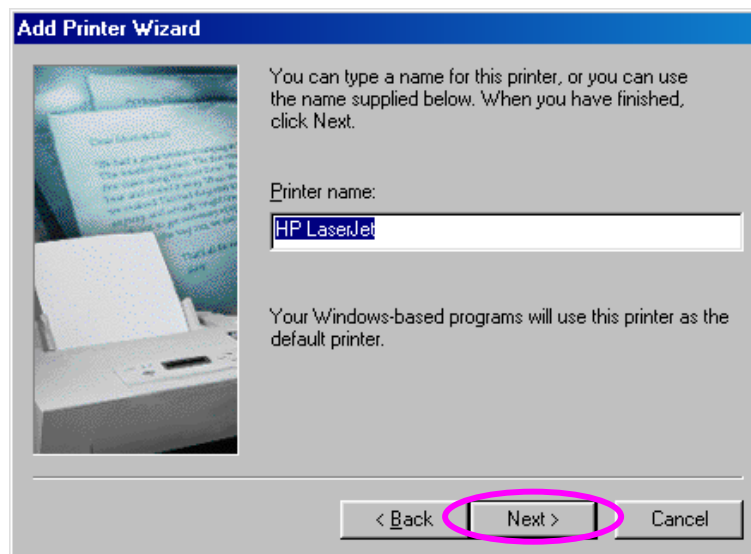 Add Printer Wizard
You can type a name for this printer, or you can use
the name supplied below. When you have finished,
click Next.
Printer name:
HP LaserJet
Your Windows-based programs will use this printer as the
default printer.
< Back
Next >
Cancel